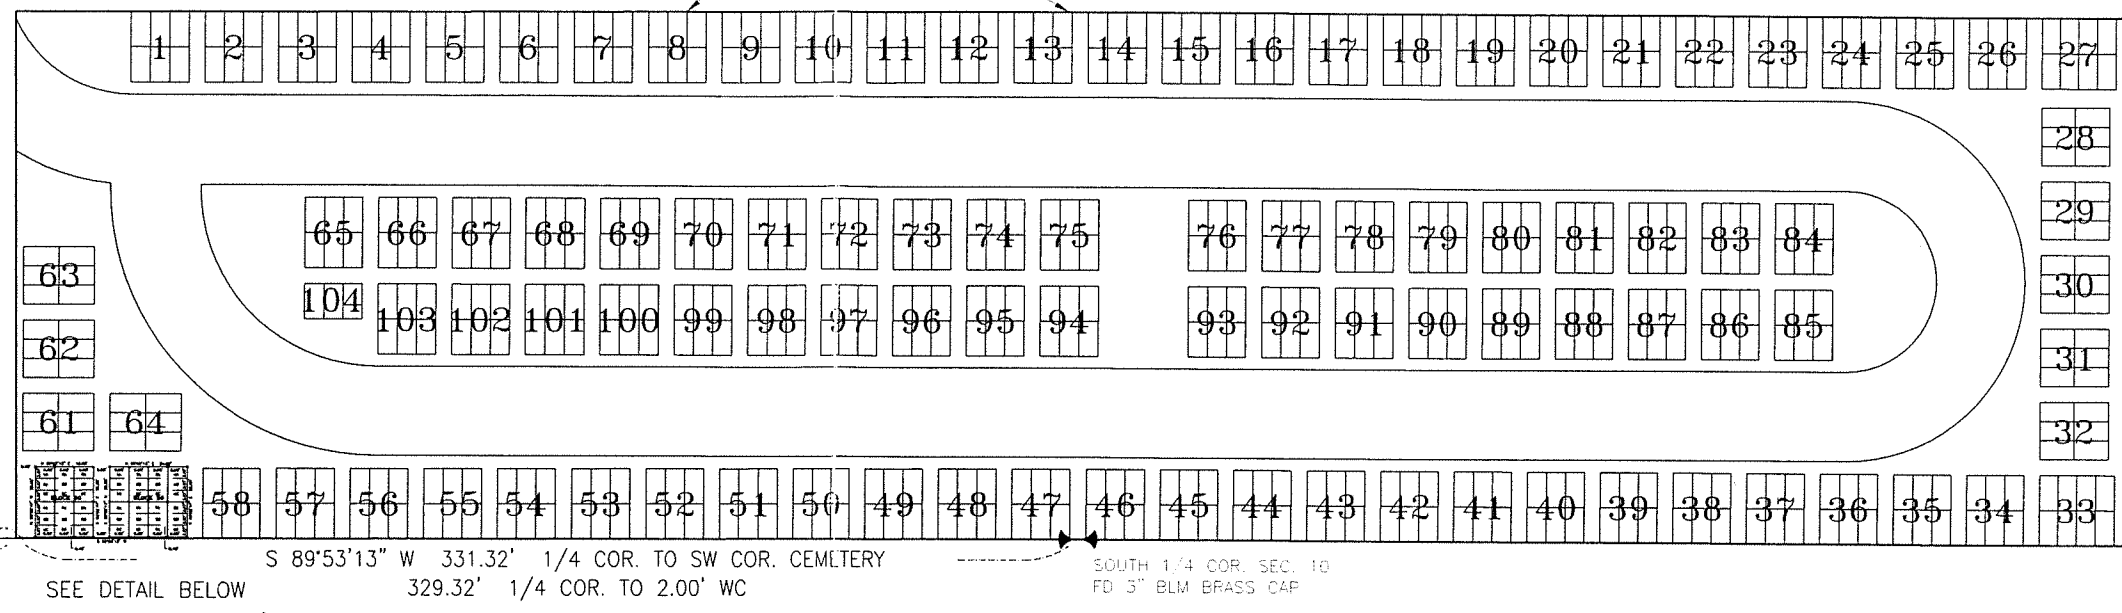 1 2 3 4 5 6 7 8 9 10 11 12 13 14 15 16 17 18 19 20 21 22 23 24 25 26 27
28
29
30
31
32
65 66 67 68 69 70 71 72 73 74 75 76 77 78 79 80 81 82 83 84
104 103 102 101 100 99 98 97 96 95 94 93 92 91 90 89 88 87 86 85
63
62
61 64
58 57 56 55 54 53 52 51 50 49 48 47 46 45 44 43 42 41 40 39 38 37 36 35 34 33
S 89°53'13" W 331.32' 1/4 COR. TO SW COR. CEMETERY
329.32' 1/4 COR. TO 2.00' WC
SEE DETAIL BELOW
SOUTH 1/4 COR. SEC. 10
FD 3" BLM BRASS CAP